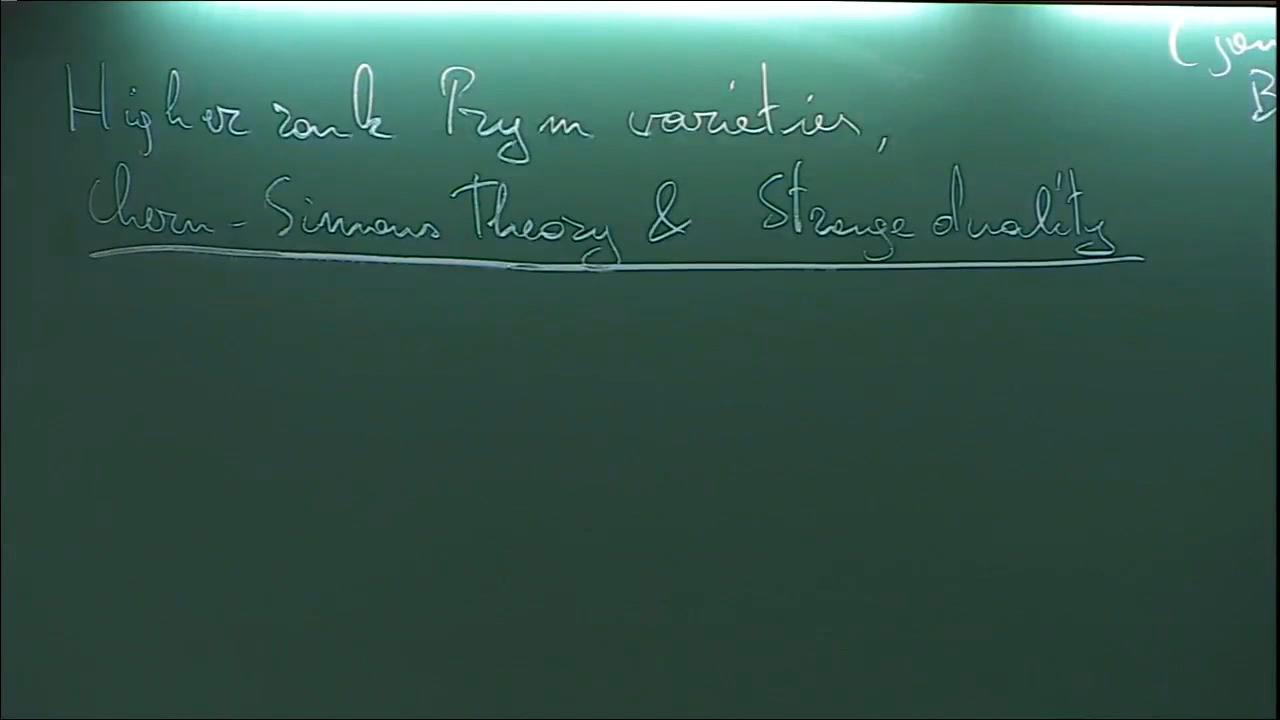 Higher rank Prym varieties,
Chern-Simons Theory & Strange duality